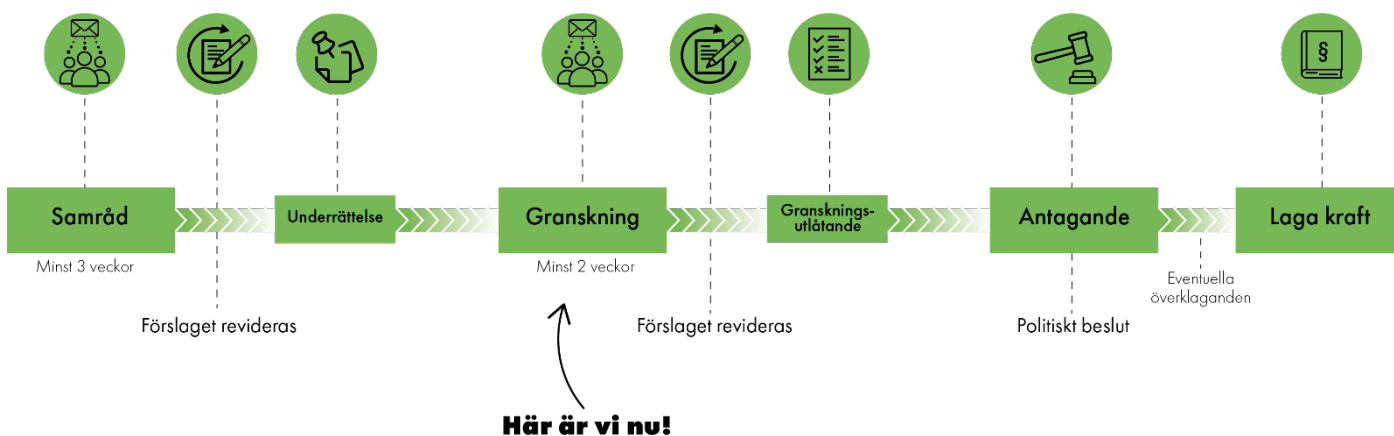 §
Samråd
Underrättelse
Granskning
Gransknings-
utlåtande
Antagande
Laga kraft
Minst 3 veckor
Minst 2 veckor
Eventuella
överklaganden
Förslaget revideras
Förslaget revideras
Politiskt beslut
Här är vi nu!